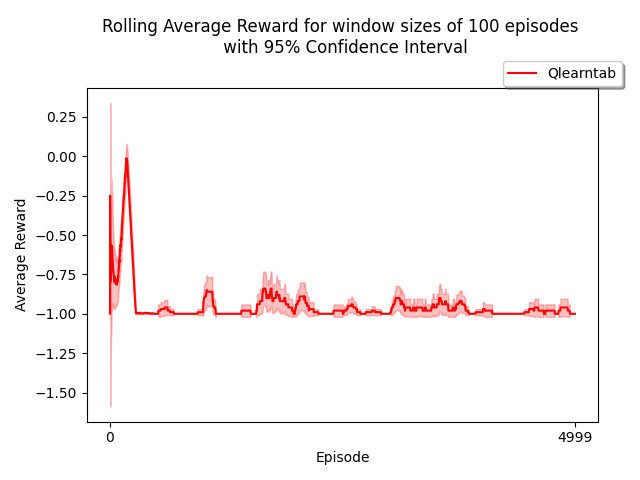 Rolling Average Reward for window sizes of 100 episodes
with 95% Confidence Interval
Qlearntab
0.25
0.00
−0.25
−0.50
−0.75
−1.00
−1.25
−1.50
Average Reward
0
4999
Episode